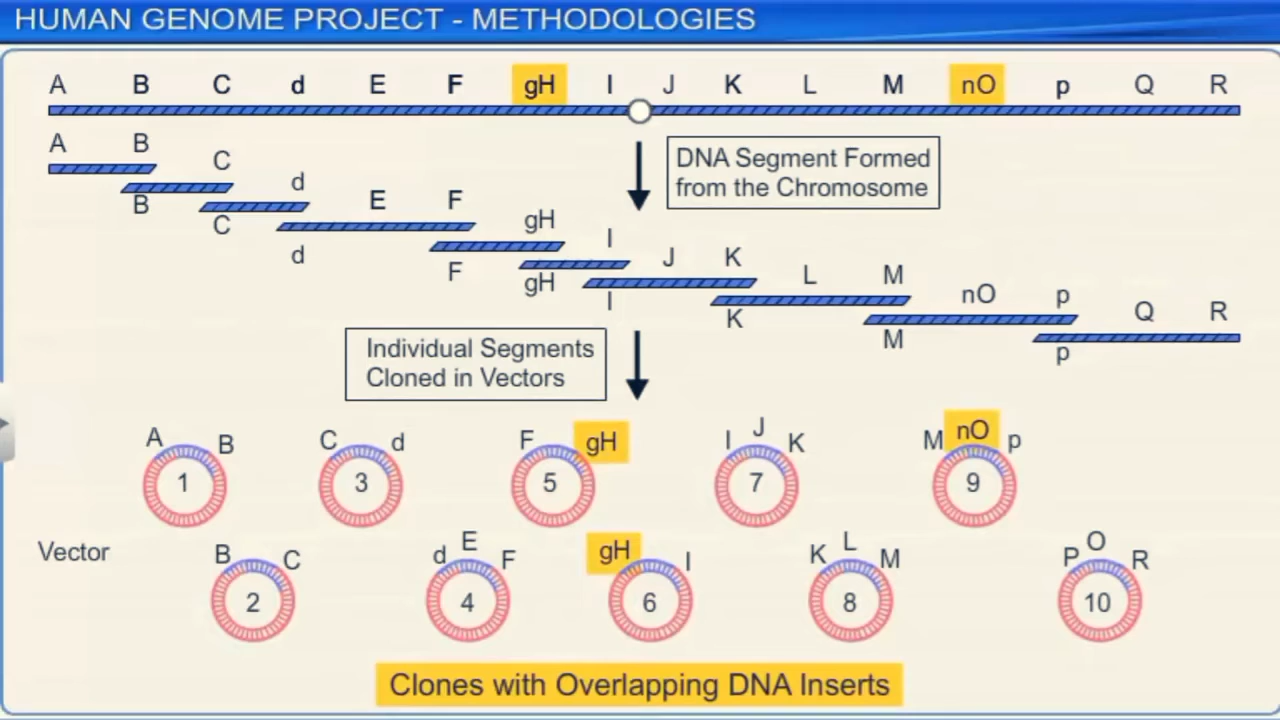 HUMAN GENOME PROJECT - METHODOLOGIES
A B C d E F gH I J K L M nO p Q R
A B
C
B
d
C
E F
d
gH
F
I
gH
J K
I
L M
K
nO p
M
Q R
p
DNA Segment Formed
from the Chromosome
Individual Segments
Cloned in Vectors
A B
1
C d
3
F gH
5
I J K
7
M nO p
9
Vector
B C
2
d E F
4
gH I
6
K L M
8
P O R
10
Clones with Overlapping DNA Inserts